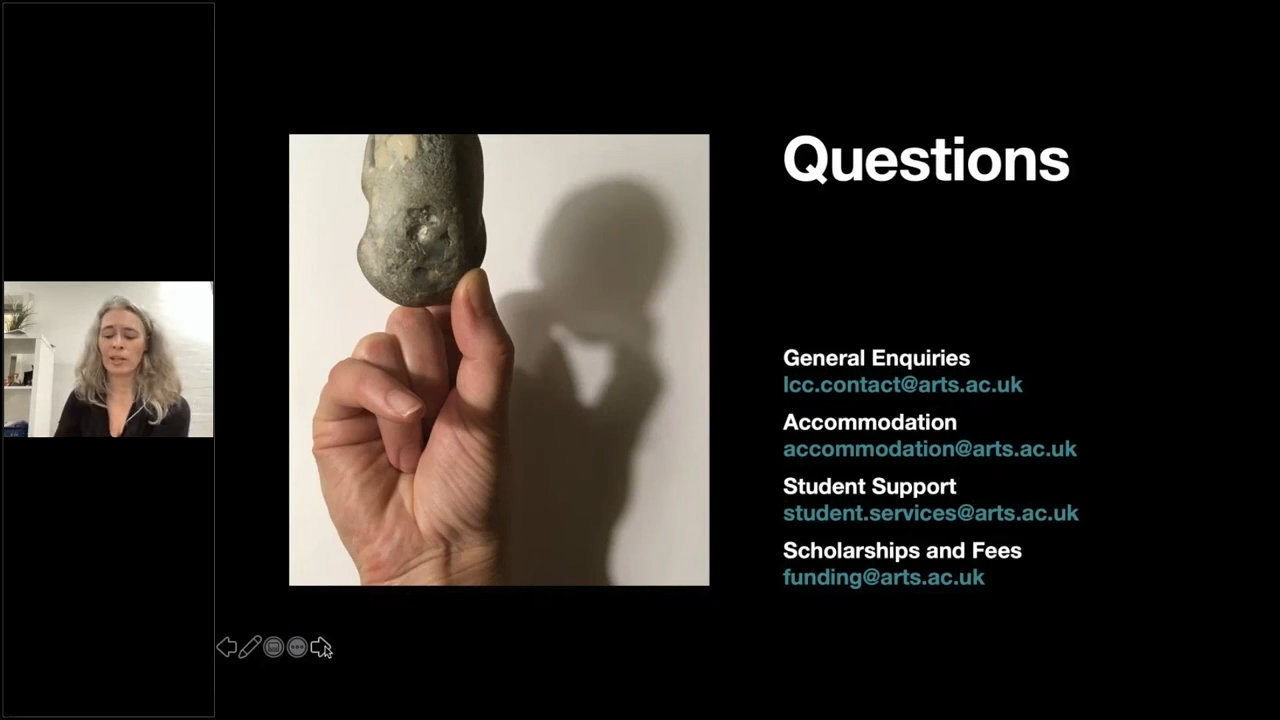 Questions
General Enquiries
lcc.contact@arts.ac.uk
Accommodation
accommodation@arts.ac.uk
Student Support
student.services@arts.ac.uk
Scholarships and Fees
funding@arts.ac.uk